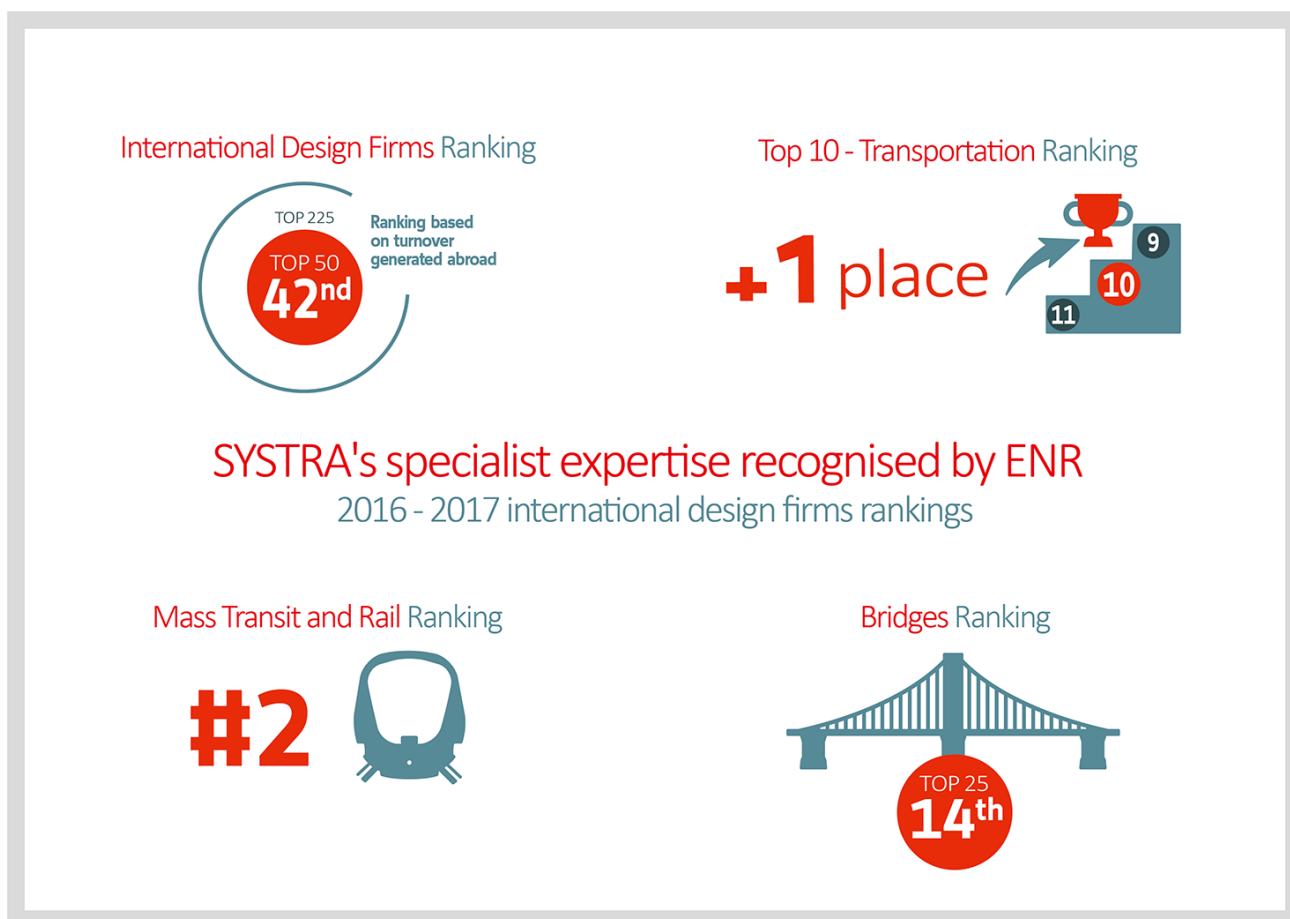 International Design Firms Ranking
TOP 225
TOP 50
42nd
Ranking based
on turnover
generated abroad
Top 10 - Transportation Ranking
+1 place
9
10
11
SYSTRA's specialist expertise recognised by ENR
2016 - 2017 international design firms rankings
Mass Transit and Rail Ranking
#2
Bridges Ranking
TOP 25
14th